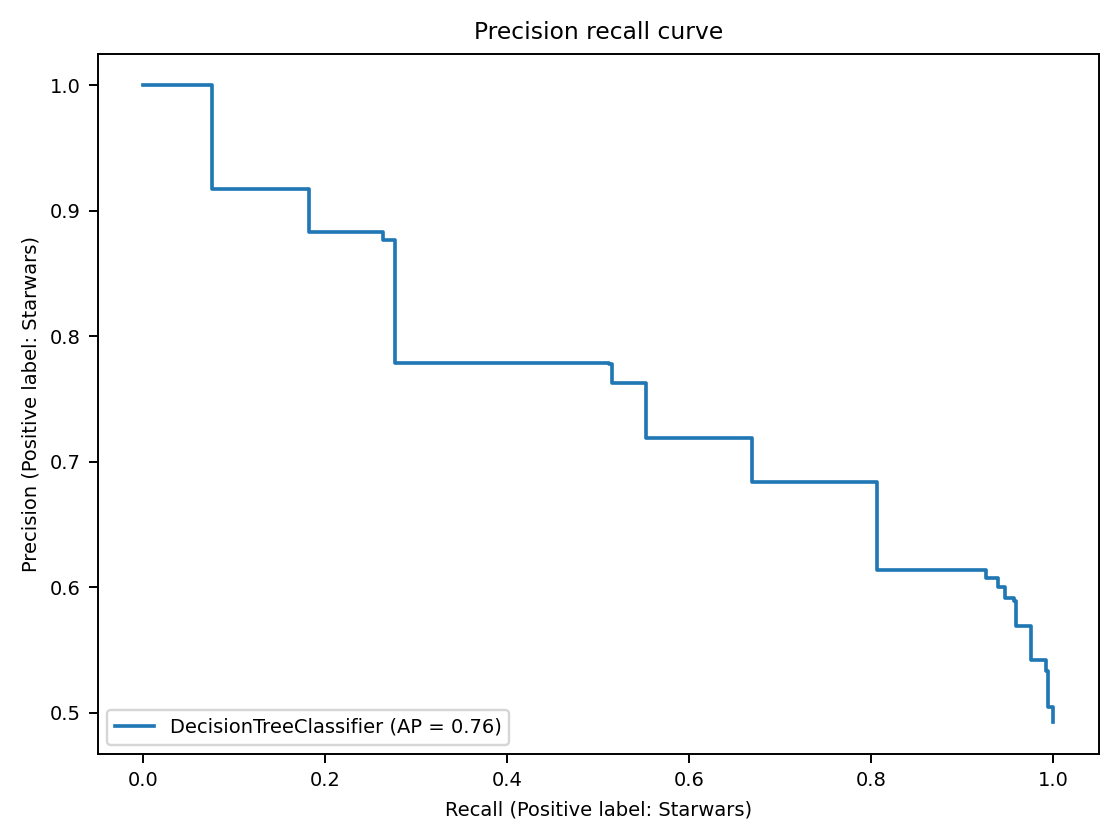 Precision recall curve
1.0
0.9
0.8
0.7
0.6
0.5
Precision (Positive label: Starwars)
DecisionTreeClassifier (AP = 0.76)
0.0 0.2 0.4 0.6 0.8 1.0
Recall (Positive label: Starwars)